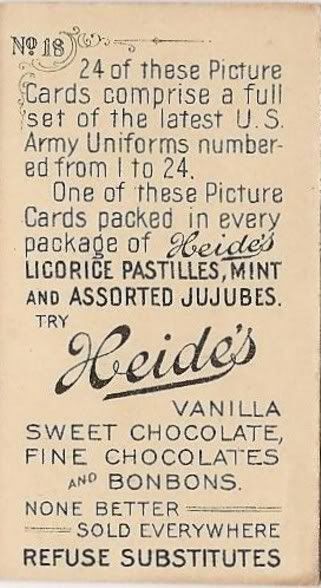 No 18
24 of these Picture
Cards comprise a full
set of the latest U.S.
Army Uniforms number-
ed from 1 to 24.
One of these Picture
Cards packed in every
package of Heide's
LICORICE PASTILLES, MINT
AND ASSORTED JUJUBES.
TRY
Heide's
VANILLA
SWEET CHOCOLATE,
FINE CHOCOLATES
AND BONBONS.
NONE BETTER
SOLD EVERYWHERE
REFUSE SUBSTITUTES